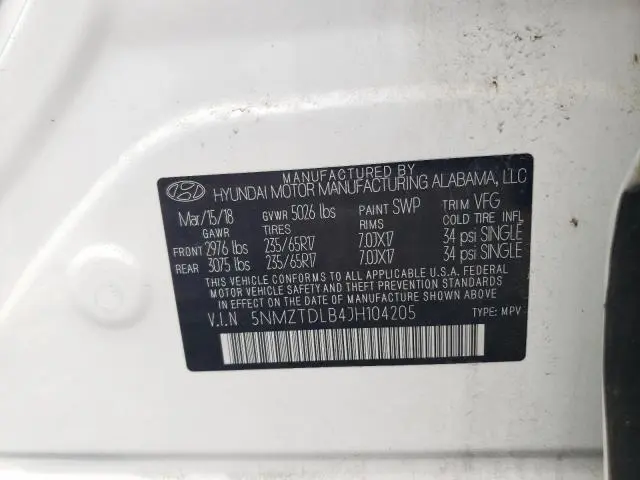 MANUFACTURED BY
HYUNDAI MOTOR MANUFACTURING ALABAMA, LLC
Mar/15/18 GVWR 5026 lbs PAINT SWP TRIM VFG
GAWR TIRES RIMS COLD TIRE INFL
FRONT 2976 lbs 235/65R17 7.0JX17 34 psi SINGLE
REAR 3075 lbs 235/65R17 7.0JX17 34 psi SINGLE
THIS VEHICLE CONFORMS TO ALL APPLICABLE U.S.A. FEDERAL
MOTOR VEHICLE SAFETY AND THEFT PREVENTION STANDARDS
IN EFFECT ON THE DATE OF MANUFACTURE SHOWN ABOVE.
V.I.N 5NMZTDLB4JH104205 TYPE: MPV